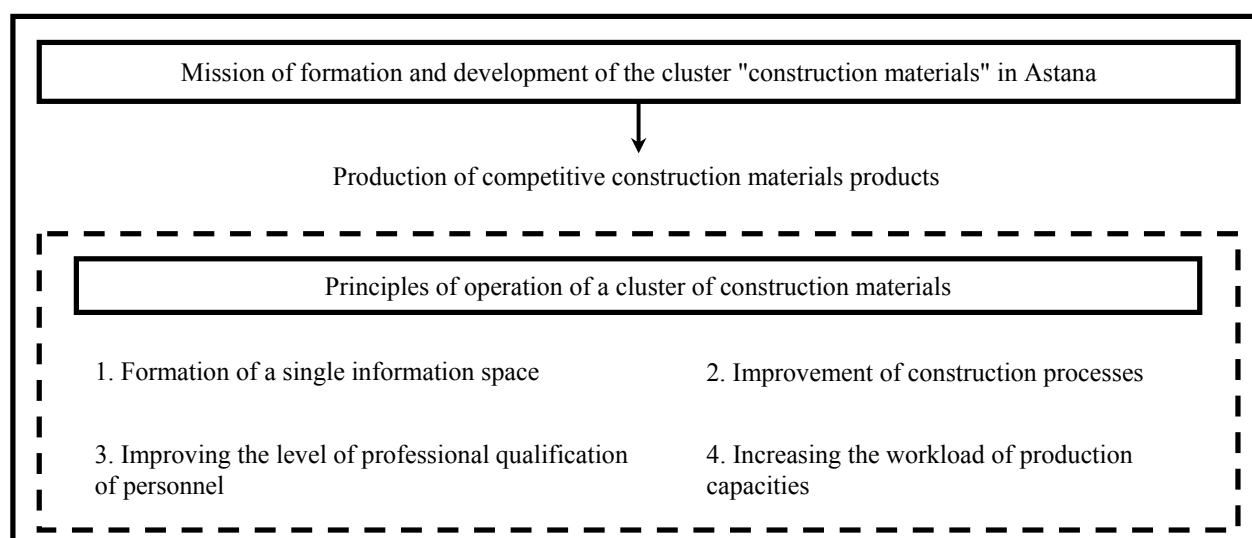 Mission of formation and development of the cluster "construction materials" in Astana
Production of competitive construction materials products
Principles of operation of a cluster of construction materials
1. Formation of a single information space
2. Improvement of construction processes
3. Improving the level of professional qualification
of personnel
4. Increasing the workload of production
capacities